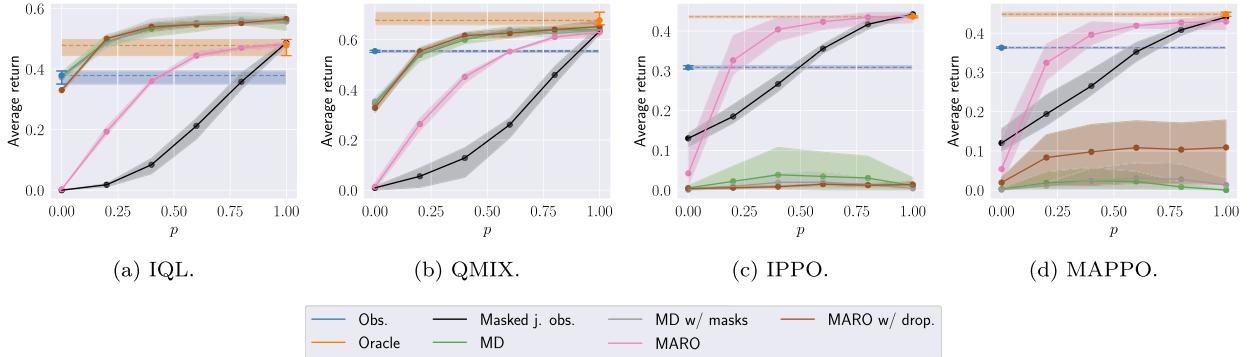 Average return
0.6
0.4
0.2
0.0
0.00 0.25 0.50 0.75 1.00
p
(a) IQL.
Average return
0.6
0.4
0.2
0.0
0.00 0.25 0.50 0.75 1.00
p
(b) QMIX.
Average return
0.4
0.3
0.2
0.1
0.0
0.00 0.25 0.50 0.75 1.00
p
(c) IPPO.
Average return
0.4
0.3
0.2
0.1
0.0
0.00 0.25 0.50 0.75 1.00
p
(d) MAPPO.
Obs. Masked j. obs. MD w/ masks MARO w/ drop.
Oracle MD MARO